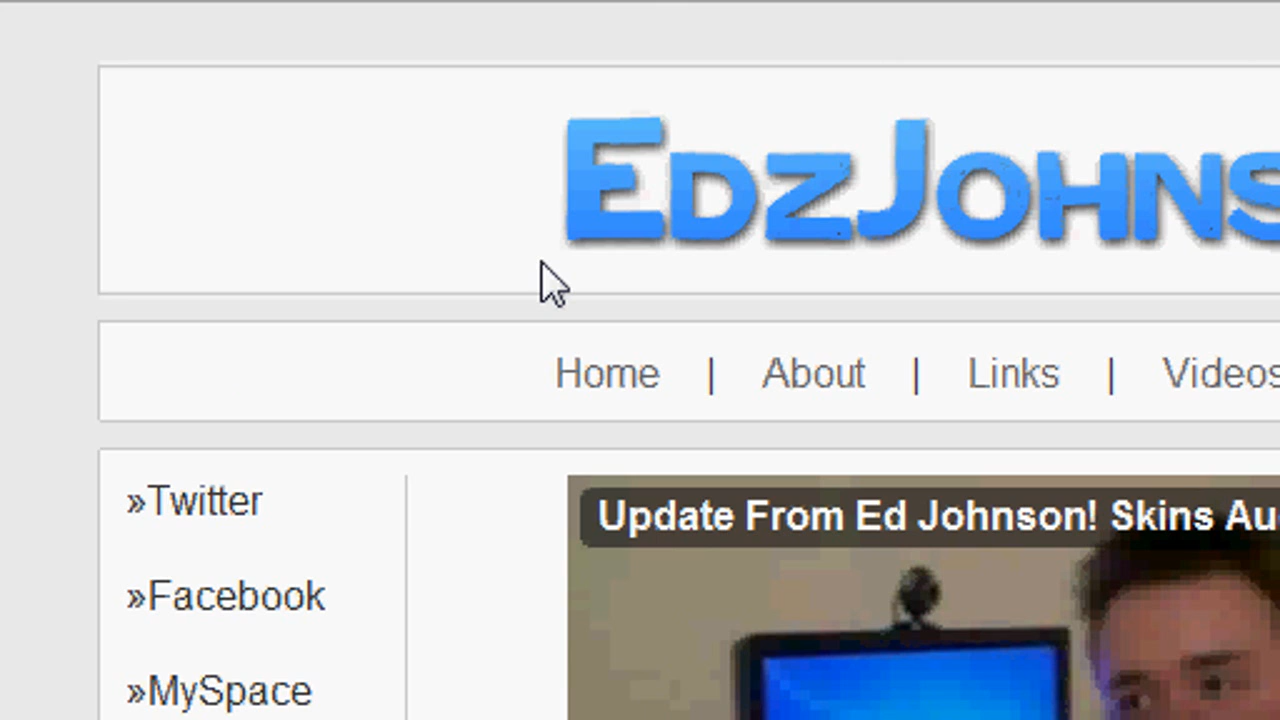 EDZJOHNS
Home | About | Links | Videos
»Twitter
Update From Ed Johnson! Skins Au
»Facebook
»MySpace